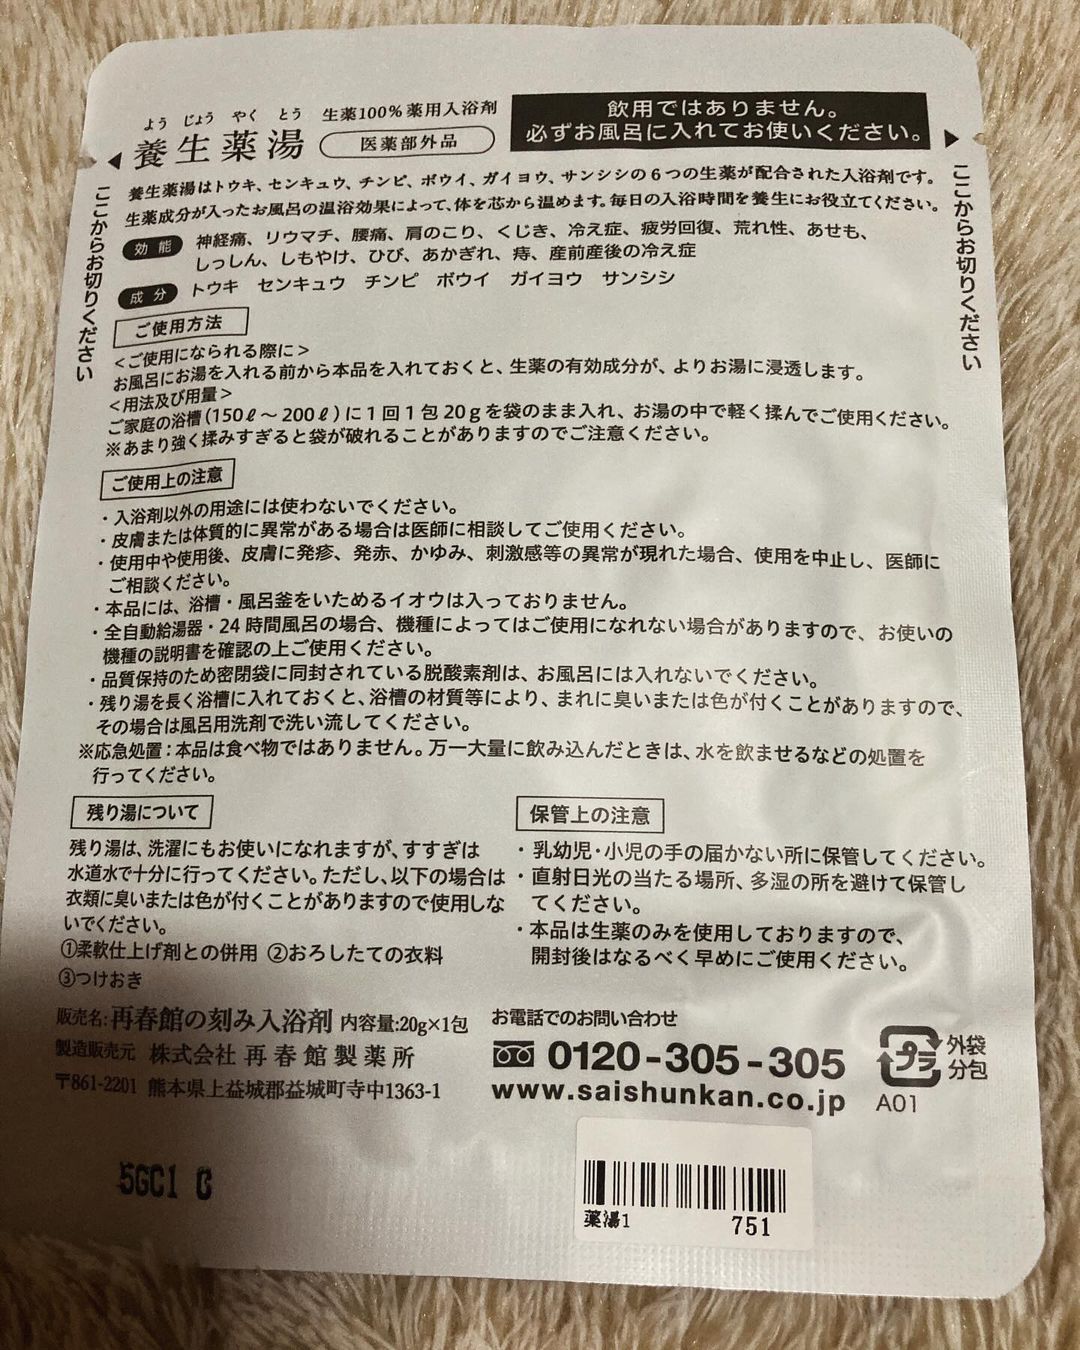 よう じょう やく とう
養生薬湯
生薬100%薬用入浴剤
医薬部外品
飲用ではありません。
必ずお風呂に入れてお使いください。
◀ここからお切りください
▶ここからお切りください
養生薬湯はトウキ、センキュウ、チンピ、ボウイ、ガイヨウ、サンシシの6つの生薬が配合された入浴剤です。
生薬成分が入ったお風呂の温浴効果によって、体を芯から温めます。毎日の入浴時間を養生にお役立てください。
効能 神経痛、リウマチ、腰痛、肩のこり、くじき、冷え症、疲労回復、荒れ性、あせも、
しっしん、しもやけ、ひび、あかぎれ、痔、産前産後の冷え症
成分 トウキ センキュウ チンピ ボウイ ガイヨウ サンシシ
ご使用方法
<ご使用になられる際に>
お風呂にお湯を入れる前から本品を入れておくと、生薬の有効成分が、よりお湯に浸透します。
<用法及び用量>
ご家庭の浴槽(150ℓ〜200ℓ)に1回1包20gを袋のまま入れ、お湯の中で軽く揉んでご使用ください。
※あまり強く揉みすぎると袋が破れることがありますのでご注意ください。
ご使用上の注意
・入浴剤以外の用途には使わないでください。
・皮膚または体質的に異常がある場合は医師に相談してご使用ください。
・使用中や使用後、皮膚に発疹、発赤、かゆみ、刺激感等の異常が現れた場合、使用を中止し、医師に
ご相談ください。
・本品には、浴槽・風呂釜をいためるイオウは入っておりません。
・全自動給湯器・24時間風呂の場合、機種によってはご使用になれない場合がありますので、お使いの
機種の説明書を確認の上ご使用ください。
・品質保持のため密閉袋に同封されている脱酸素剤は、お風呂には入れないでください。
・残り湯を長く浴槽に入れておくと、浴槽の材質等により、まれに臭いまたは色が付くことがありますので、
その場合は風呂用洗剤で洗い流してください。
※応急処置:本品は食べ物ではありません。万一大量に飲み込んだときは、水を飲ませるなどの処置を
行ってください。
残り湯について
残り湯は、洗濯にもお使いになれますが、すすぎは
水道水で十分に行ってください。ただし、以下の場合は
衣類に臭いまたは色が付くことがありますので使用しな
いでください。
①柔軟仕上げ剤との併用 ②おろしたての衣料
③つけおき
保管上の注意
・乳幼児・小児の手の届かない所に保管してください。
・直射日光の当たる場所、多湿の所を避けて保管し
てください。
・本品は生薬のみを使用しておりますので、
開封後はなるべく早めにご使用ください。
販売名:再春館の刻み入浴剤 内容量:20g×1包
製造販売元 株式会社再春館製薬所
〒861-2201 熊本県上益城郡益城町寺中1363-1
お電話でのお問い合わせ
0120-305-305
www.saishunkan.co.jp
プラ
外袋
分包
A01
5GC1 C
薬湯1
751